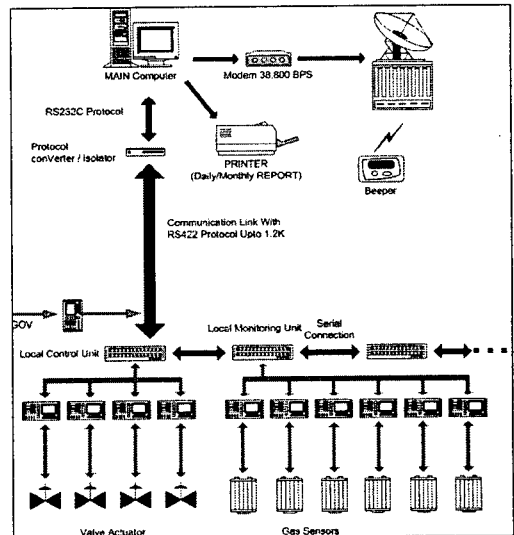 MAIN Computer
Modem 38,800 BPS
RS232C Protocol
Protocol
conVerter / Isolator
PRINTER
(Daily/Monthly REPORT)
Beeper
Communication Link With
RS422 Protocol Upto 1.2K
GOV
Local Control Unit
Local Monitoring Unit
Serial
Connection
Valve Actuator
Gas Sensors